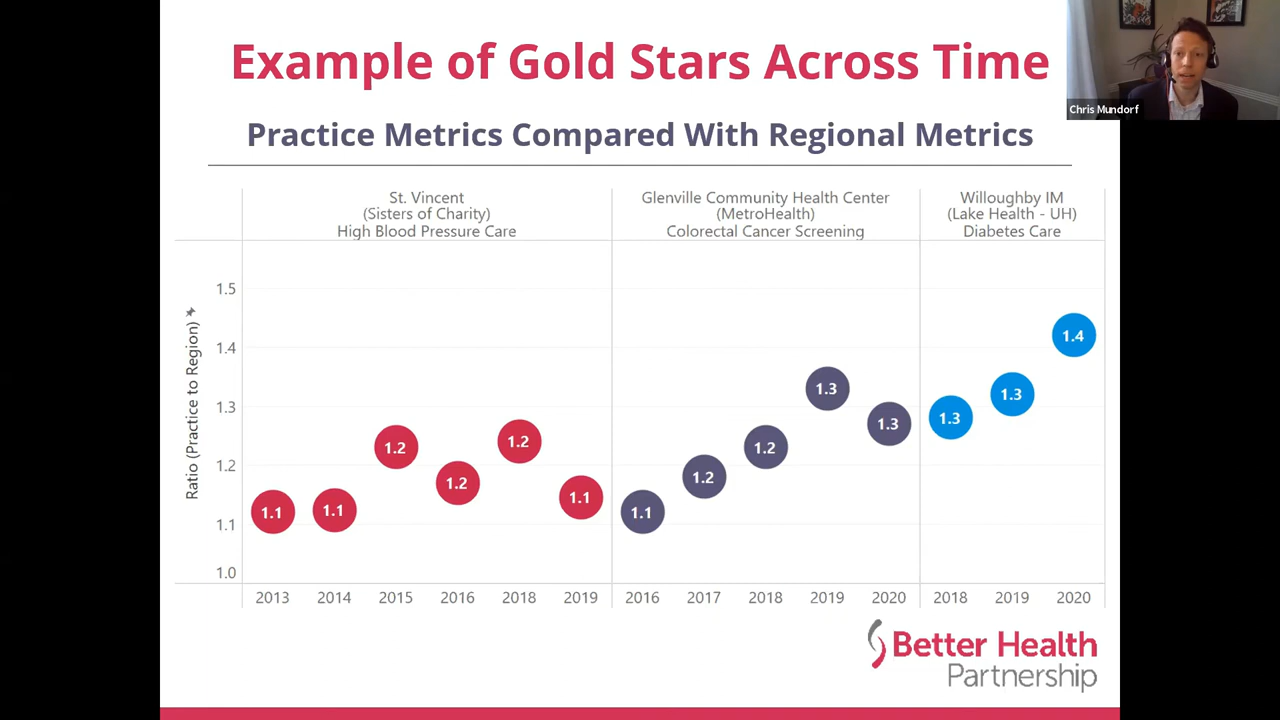 Example of Gold Stars Across Time
Chris Mundorf
Practice Metrics Compared With Regional Metrics
St. Vincent
(Sisters of Charity)
High Blood Pressure Care
Glenville Community Health Center
(MetroHealth)
Colorectal Cancer Screening
Willoughby IM
(Lake Health - UH)
Diabetes Care
Ratio (Practice to Region)
1.5
1.4
1.3
1.2
1.1
1.0
1.1
1.1
1.2
1.2
1.2
1.1
1.1
1.2
1.2
1.3
1.3
1.3
1.3
1.4
2013 2014 2015 2016 2018 2019 2016 2017 2018 2019 2020 2018 2019 2020
Better Health
Partnership